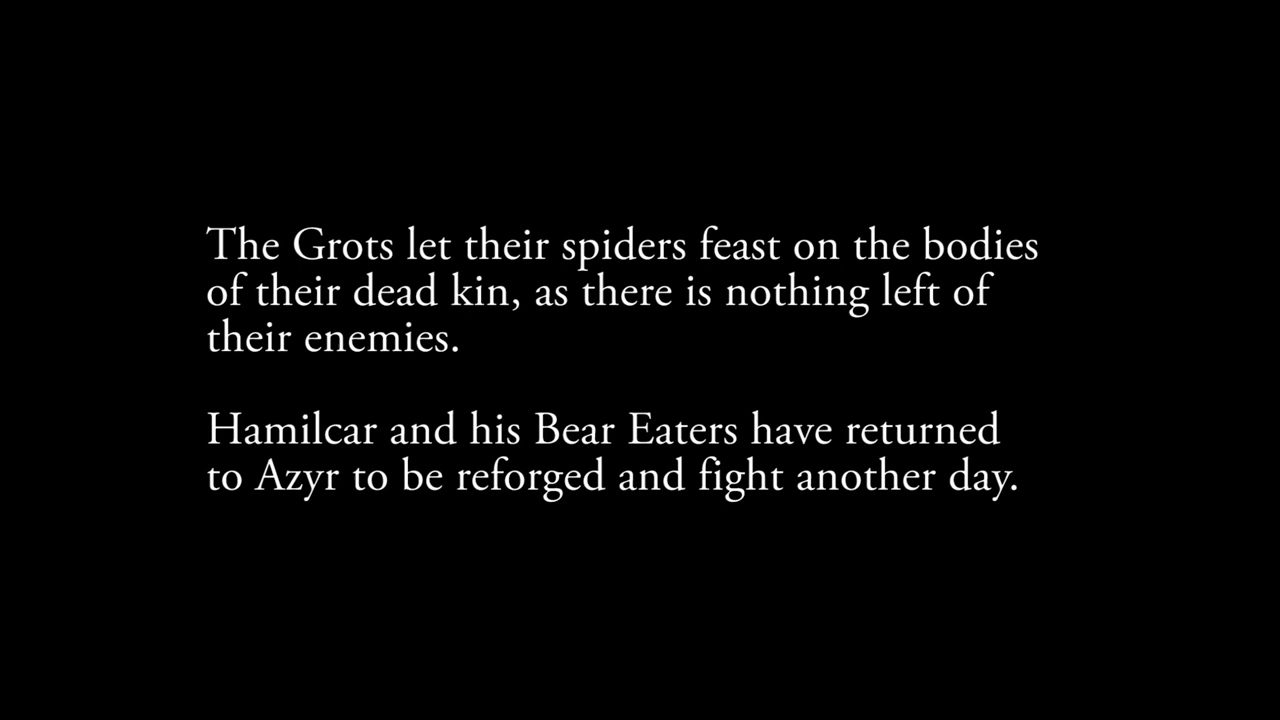 The Grots let their spiders feast on the bodies
of their dead kin, as there is nothing left of
their enemies.
Hamilcar and his Bear Eaters have returned
to Azyr to be reforged and fight another day.